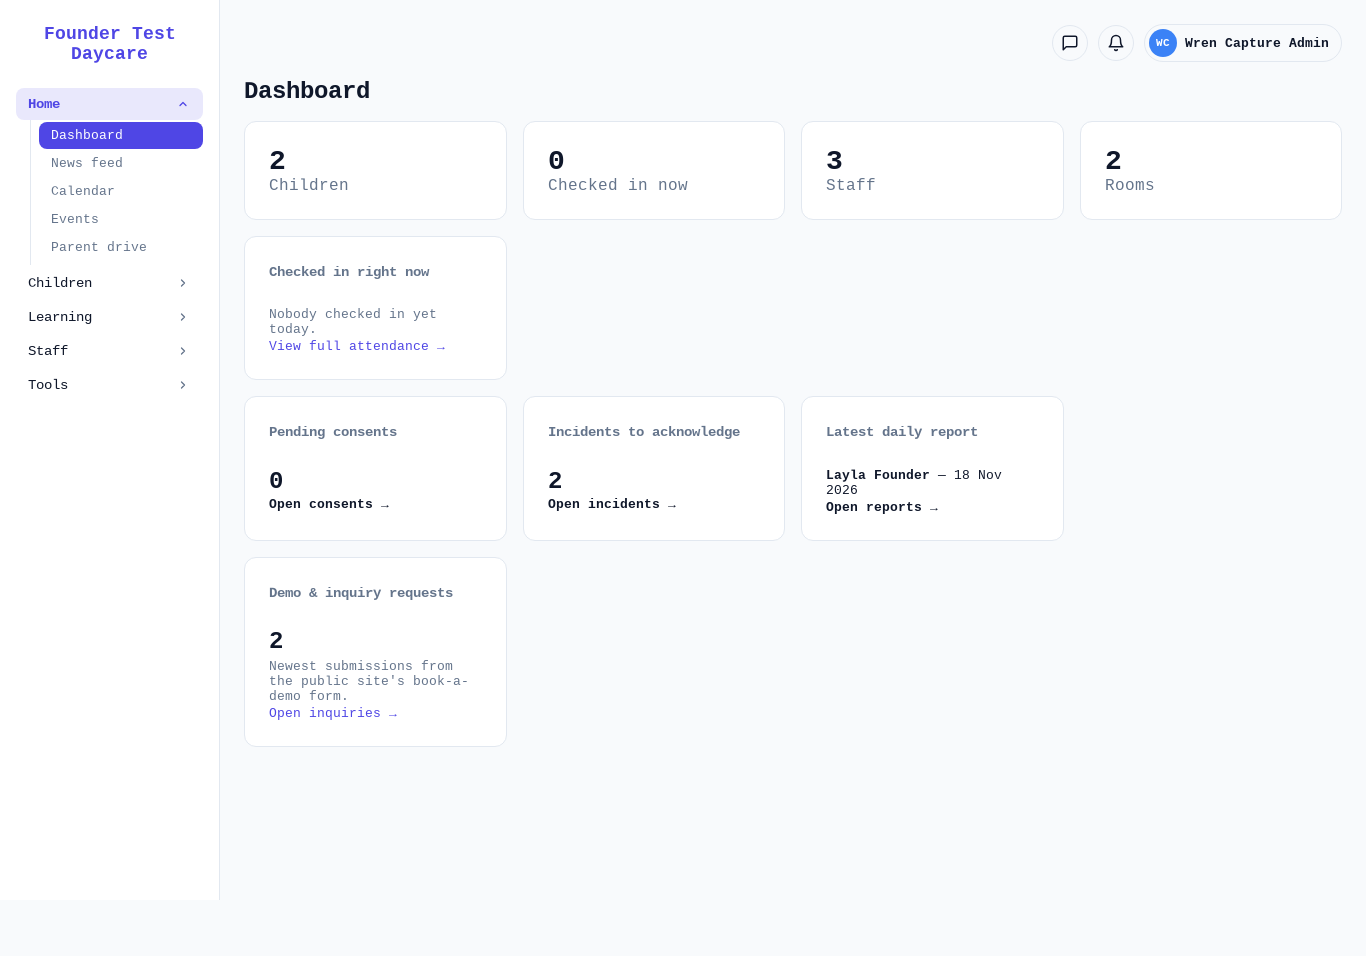 Founder Test
Daycare
Home
Dashboard
News feed
Calendar
Events
Parent drive
Children
Learning
Staff
Tools
WC Wren Capture Admin
Dashboard
2
Children
0
Checked in now
3
Staff
2
Rooms
Checked in right now
Nobody checked in yet
today.
View full attendance →
Pending consents
0
Open consents →
Incidents to acknowledge
2
Open incidents →
Latest daily report
Layla Founder — 18 Nov
2026
Open reports →
Demo & inquiry requests
2
Newest submissions from
the public site's book-a-
demo form.
Open inquiries →